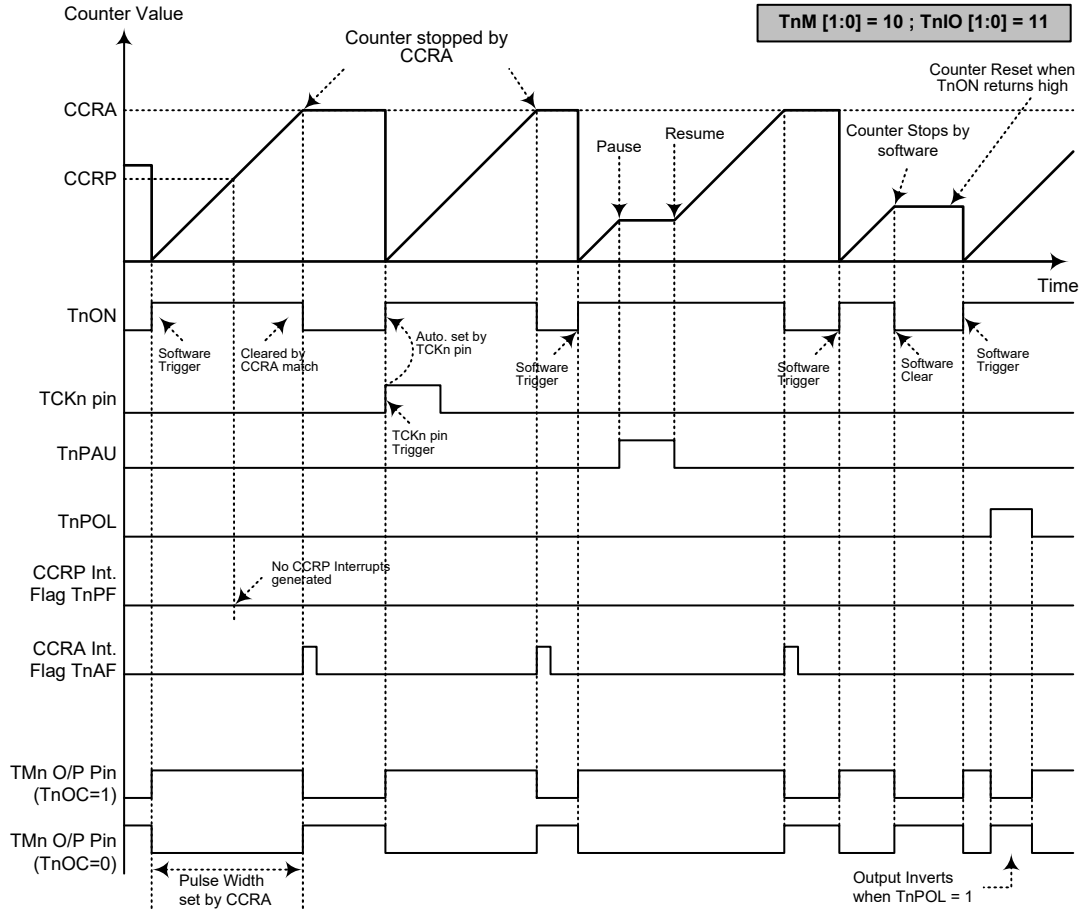 Counter Value
TnM [1:0] = 10 ; TnIO [1:0] = 11
Counter stopped by
CCRA
Counter Reset when
TnON returns high
CCRA
Pause
Resume
Counter Stops by
software
CCRP
Time
TnON
Software
Trigger
Cleared by
CCRA match
Auto. set by
TCKn pin
Software
Trigger
Software
Trigger
Software
Clear
Software
Trigger
TCKn pin
TCKn pin
Trigger
TnPAU
TnPOL
CCRP Int.
Flag TnPF
No CCRP Interrupts
generated
CCRA Int.
Flag TnAF
TMn O/P Pin
(TnOC=1)
TMn O/P Pin
(TnOC=0)
Pulse Width
set by CCRA
Output Inverts
when TnPOL = 1